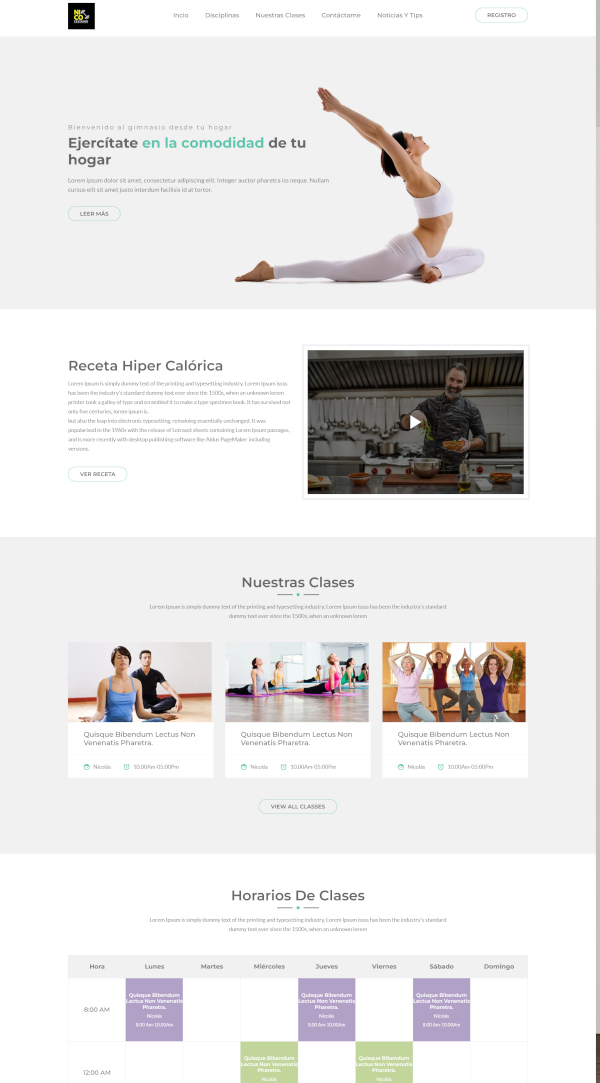 NI
CO
Incio Disciplinas Nuestras Clases Contáctame Noticias Y Tips REGISTRO
Bienvenido al gimnasio desde tu hogar
Ejercítate en la comodidad de tu
hogar
Lorem ipsum dolor sit amet, consectetur adipiscing elit. Integer auctor pharetra los neque. Nullam
cursus elit sit amet justo interdum facilisis id at tortor.
LEER MÁS
Receta Hiper Calórica
Lorem Ipsum is simply dummy text of the printing and typesetting industry. Lorem Ipsum isuss
has been the industry's standard dummy text ever since the 1500s, when an unknown lorem
printer took a galley of type and scrambled it to make a type specimen book. It has survived not
only five centuries, lorem ipsum is.
but also the leap into electronic typesetting, remaining essentially unchanged. It was
popularised in the 1960s with the release of Letraset sheets containing Lorem Ipsum passages,
and is more recently with desktop publishing software like Aldus PageMaker including
versions.
VER RECETA
Nuestras Clases
Lorem Ipsum is simply dummy text of the printing and typesetting industry. Lorem Ipsum isss has been the industry's standard
dummy text ever since the 1500s, when an unknown lorem
Quisque Bibendum Lectus Non
Venenatis Pharetra.
Nicolás 10.00Am-05:00Pm
Quisque Bibendum Lectus Non
Venenatis Pharetra.
Nicolás 10.00Am-05:00Pm
Quisque Bibendum Lectus Non
Venenatis Pharetra.
Nicolás 10.00Am-05:00Pm
VIEW ALL CLASSES
Horarios De Clases
Lorem Ipsum is simply dummy text of the printing and typesetting industry. Lorem Ipsum isss has been the industry's standard
dummy text ever since the 1500s, when an unknown lorem
Hora Lunes Martes Miércoles Jueves Viernes Sábado Domingo
8:00 AM
Quisque Bibendum
Lectus Non Venenatis
Pharetra.
Nicolás
8:00 Am-10.00Am
Quisque Bibendum
Lectus Non Venenatis
Pharetra.
Nicolás
8:00 Am-10.00Am
Quisque Bibendum
Lectus Non Venenatis
Pharetra.
Nicolás
8:00 Am-10.00Am
12:00 AM
Quisque Bibendum
Lectus Non Venenatis
Pharetra.
Nicolás
Quisque Bibendum
Lectus Non Venenatis
Pharetra.
Nicolás